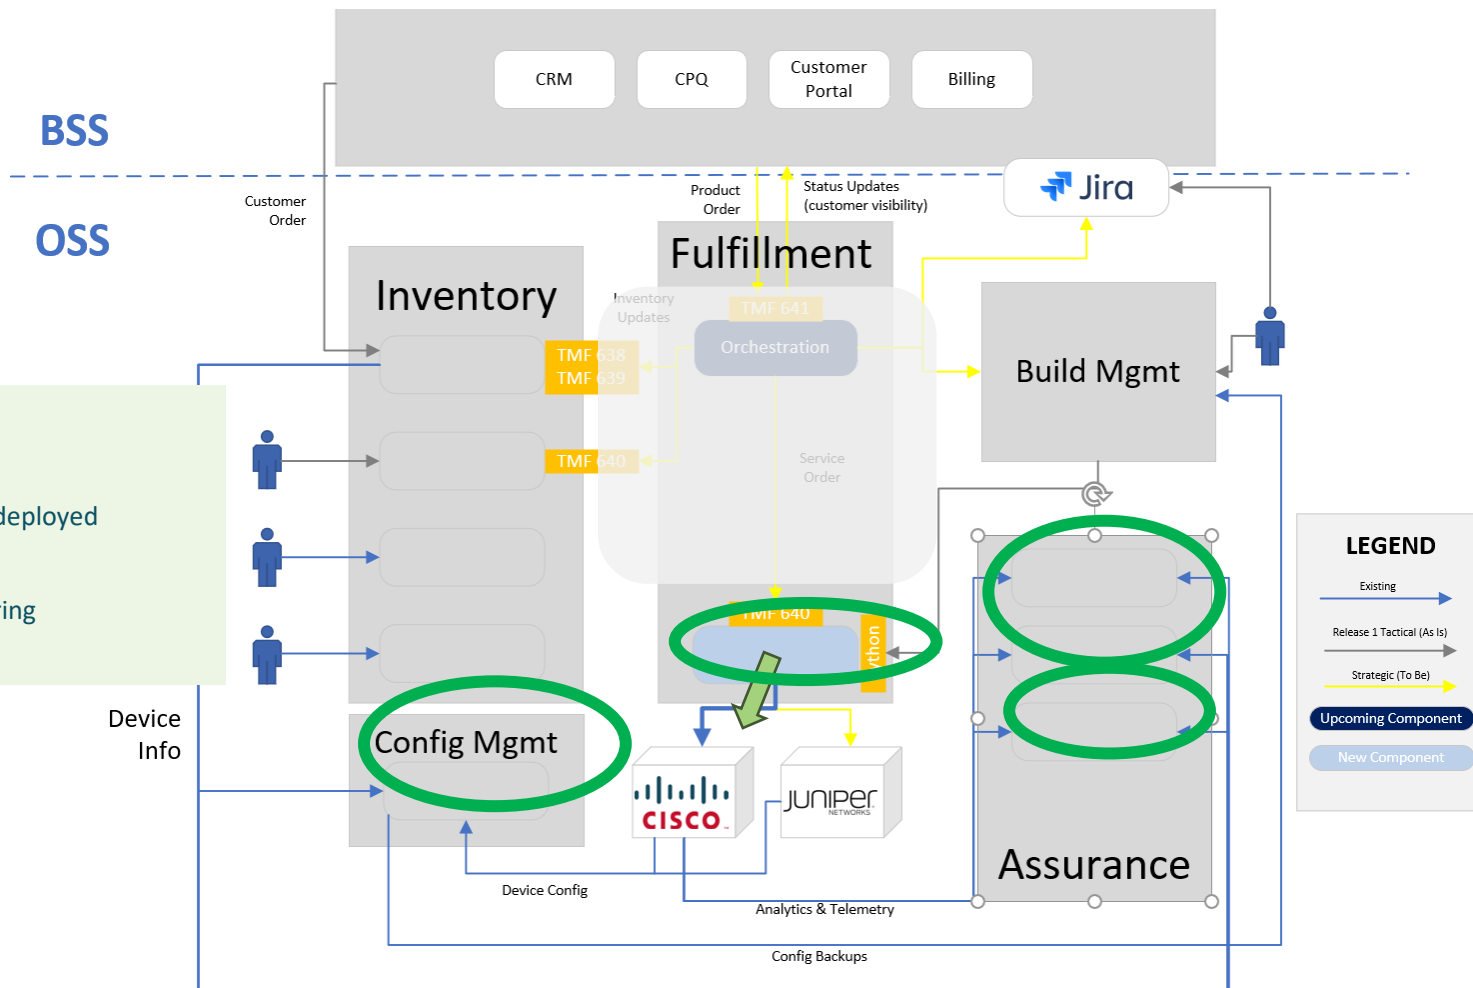 CRM
CPQ
Customer
Portal
Billing
BSS
OSS
Customer
Order
Product
Order
Status Updates
(customer visibility)
Jira
Fulfillment
Inventory
Inventory
Updates
TMF 641
Orchestration
TMF 638
TMF 639
TMF 640
Service
Order
Build Mgmt
deployed
ring
TMF 640
ython
LEGEND
Existing
Release 1 Tactical (As Is)
Strategic (To Be)
Upcoming Component
New Component
Device
Info
Config Mgmt
CISCO
JUNIPEr
NETWORKS
Assurance
Device Config
Analytics & Telemetry
Config Backups